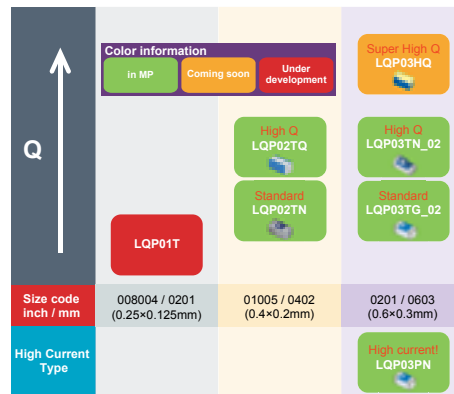 Color information
in MP
Coming soon
Under
development
Super High Q
LQP03HQ
Q
High Q
LQP02TQ
High Q
LQP03TN_02
Standard
LQP02TN
Standard
LQP03TG_02
LQP01T
Size code
inch / mm
008004 / 0201
(0.25×0.125mm)
01005 / 0402
(0.4×0.2mm)
0201 / 0603
(0.6×0.3mm)
High Current
Type
High current!
LQP03PN